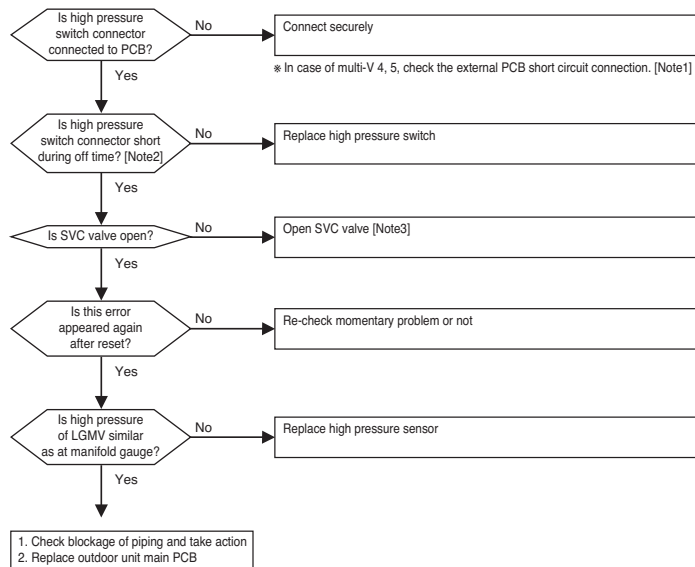 Is high pressure
switch connector
connected to PCB?
No
Connect securely
※ In case of multi-V 4, 5, check the external PCB short circuit connection. [Note1]
Yes
Is high pressure
switch connector short
during off time? [Note2]
No
Replace high pressure switch
Yes
Is SVC valve open?
No
Open SVC valve [Note3]
Yes
Is this error
appeared again
after reset?
No
Re-check momentary problem or not
Yes
Is high pressure
of LGMV similar
as at manifold gauge?
No
Replace high pressure sensor
Yes
1. Check blockage of piping and take action
2. Replace outdoor unit main PCB